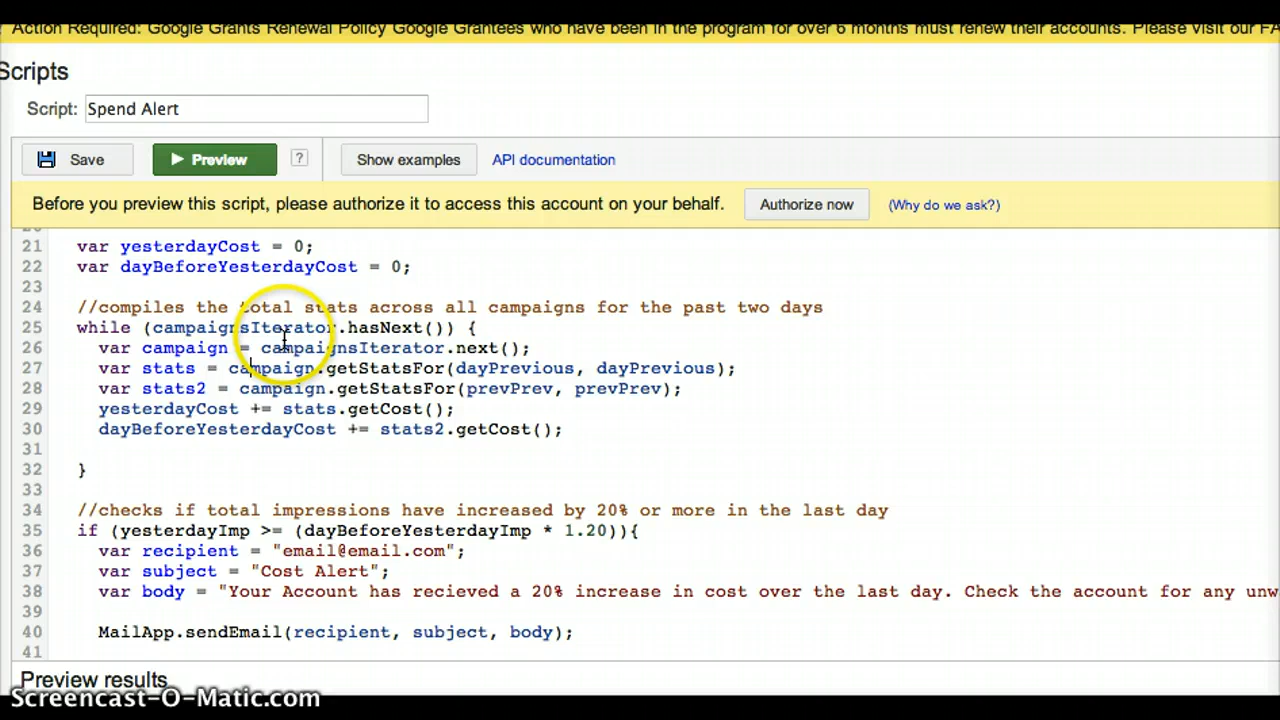 Action Required: Google Grants Renewal Policy Google Grantees who have been in the program for over 6 months must renew their accounts. Please visit our FA
Scripts
Script: Spend Alert
Save Preview ? Show examples API documentation
Before you preview this script, please authorize it to access this account on your behalf. Authorize now (Why do we ask?)
20
21 var yesterdayCost = 0;
22 var dayBeforeYesterdayCost = 0;
23
24 //compiles the total stats across all campaigns for the past two days
25 while (campaignsIterator.hasNext()) {
26 var campaign = campaignsIterator.next();
27 var stats = campaign.getStatsFor(dayPrevious, dayPrevious);
28 var stats2 = campaign.getStatsFor(prevPrev, prevPrev);
29 yesterdayCost += stats.getCost();
30 dayBeforeYesterdayCost += stats2.getCost();
31
32 }
33
34 //checks if total impressions have increased by 20% or more in the last day
35 if (yesterdayImp >= (dayBeforeYesterdayImp * 1.20)){
36 var recipient = "email@email.com";
37 var subject = "Cost Alert";
38 var body = "Your Account has recieved a 20% increase in cost over the last day. Check the account for any unw
39
40 MailApp.sendEmail(recipient, subject, body);
41
Preview results
Screencast-O-Matic.com